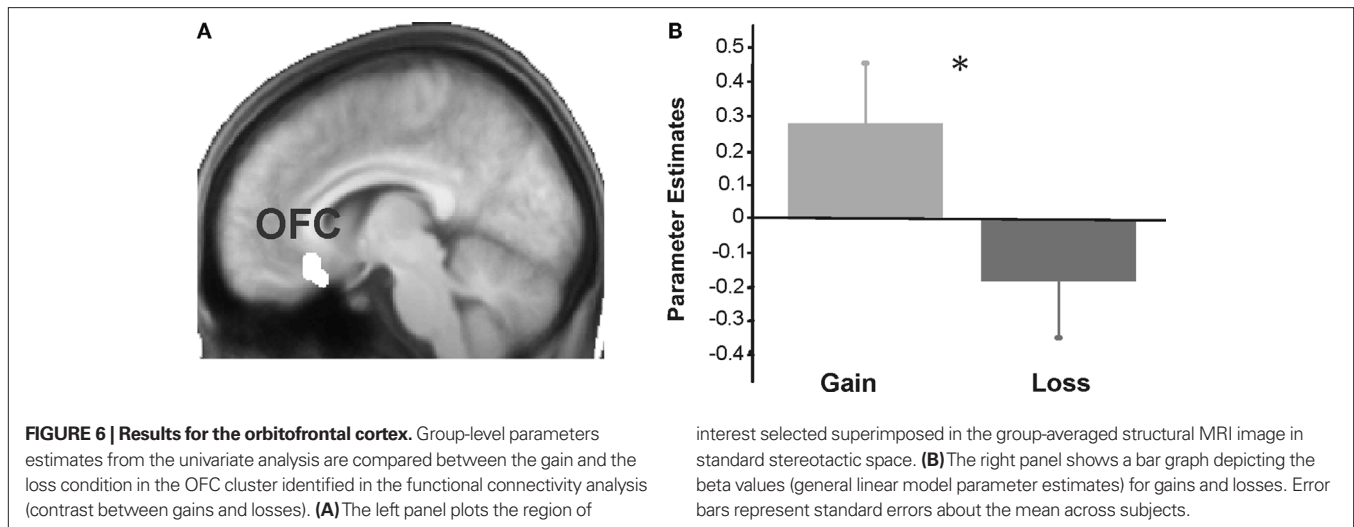 A
OFC
B
Parameter Estimates
0.5
0.4
0.3
0.2
0.1
0
-0.1
-0.2
-0.3
-0.4
*
Gain
Loss
FIGURE 6 | Results for the orbitofrontal cortex. Group-level parameters
estimates from the univariate analysis are compared between the gain and the
loss condition in the OFC cluster identified in the functional connectivity analysis
(contrast between gains and losses). (A) The left panel plots the region of
interest selected superimposed in the group-averaged structural MRI image in
standard stereotactic space. (B) The right panel shows a bar graph depicting the
beta values (general linear model parameter estimates) for gains and losses. Error
bars represent standard errors about the mean across subjects.